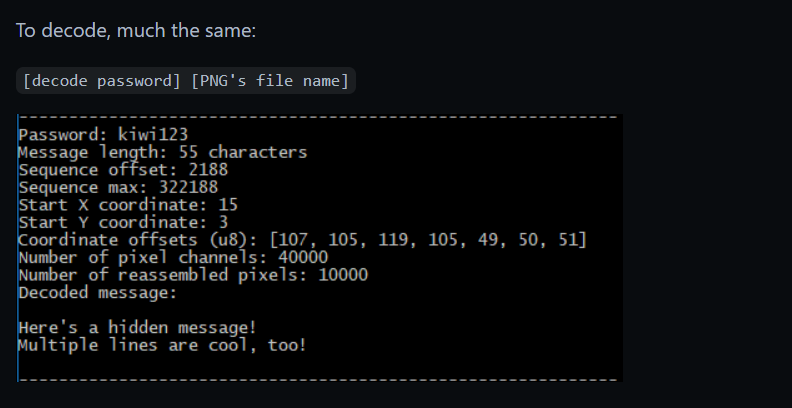 To decode, much the same:
[decode password] [PNG's file name]
------------------------------------------------------------
Password: kiwi123
Message length: 55 characters
Sequence offset: 2188
Sequence max: 322188
Start X coordinate: 15
Start Y coordinate: 3
Coordinate offsets (u8): [107, 105, 119, 105, 49, 50, 51]
Number of pixel channels: 40000
Number of reassembled pixels: 10000
Decoded message:
Here's a hidden message!
Multiple lines are cool, too!
------------------------------------------------------------